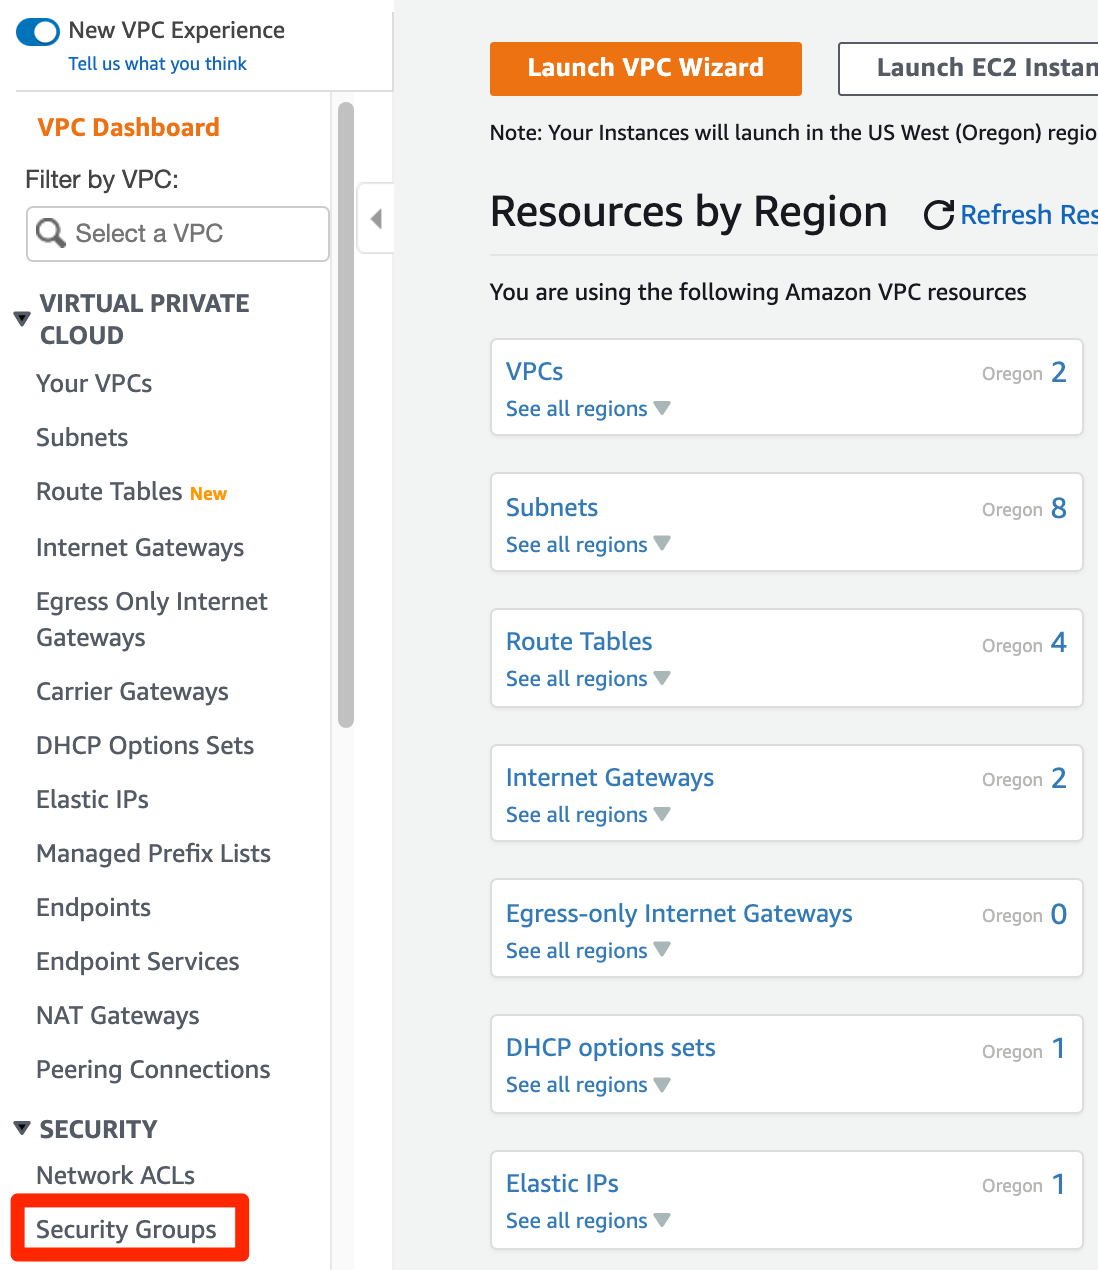 New VPC Experience
Tell us what you think
VPC Dashboard
Filter by VPC:
Select a VPC
VIRTUAL PRIVATE
CLOUD
Your VPCs
Subnets
Route Tables New
Internet Gateways
Egress Only Internet
Gateways
Carrier Gateways
DHCP Options Sets
Elastic IPs
Managed Prefix Lists
Endpoints
Endpoint Services
NAT Gateways
Peering Connections
SECURITY
Network ACLs
Security Groups
Launch VPC Wizard
Launch EC2 Instan
Note: Your Instances will launch in the US West (Oregon) regio
Resources by Region
Refresh Res
You are using the following Amazon VPC resources
VPCs
Oregon 2
See all regions
Subnets
Oregon 8
See all regions
Route Tables
Oregon 4
See all regions
Internet Gateways
Oregon 2
See all regions
Egress-only Internet Gateways
Oregon 0
See all regions
DHCP options sets
Oregon 1
See all regions
Elastic IPs
Oregon 1
See all regions